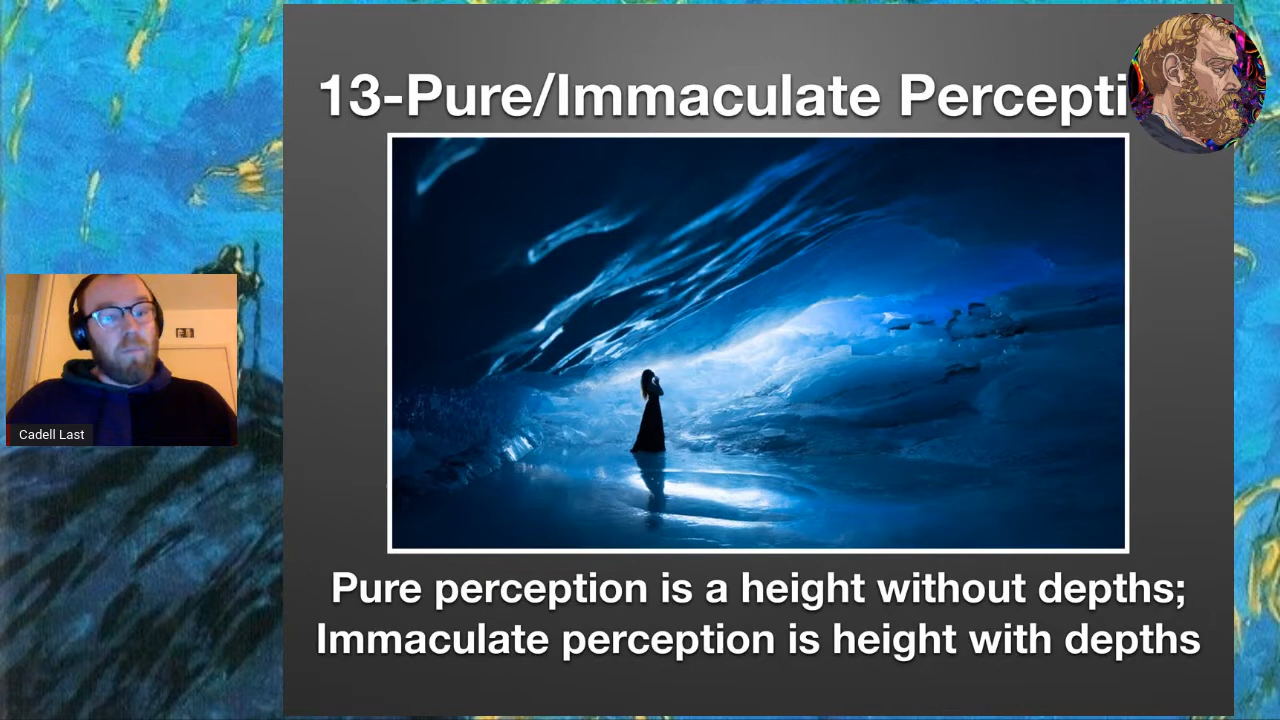 13-Pure/Immaculate Percepti
Cadell Last
Pure perception is a height without depths;
Immaculate perception is height with depths